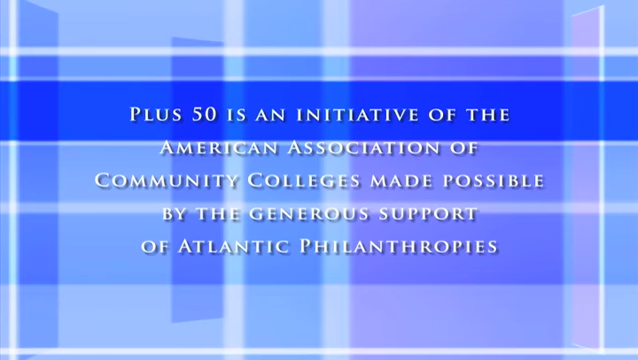 Plus 50 is an initiative of the
American Association of
Community Colleges made possible
by the generous support
of Atlantic Philanthropies